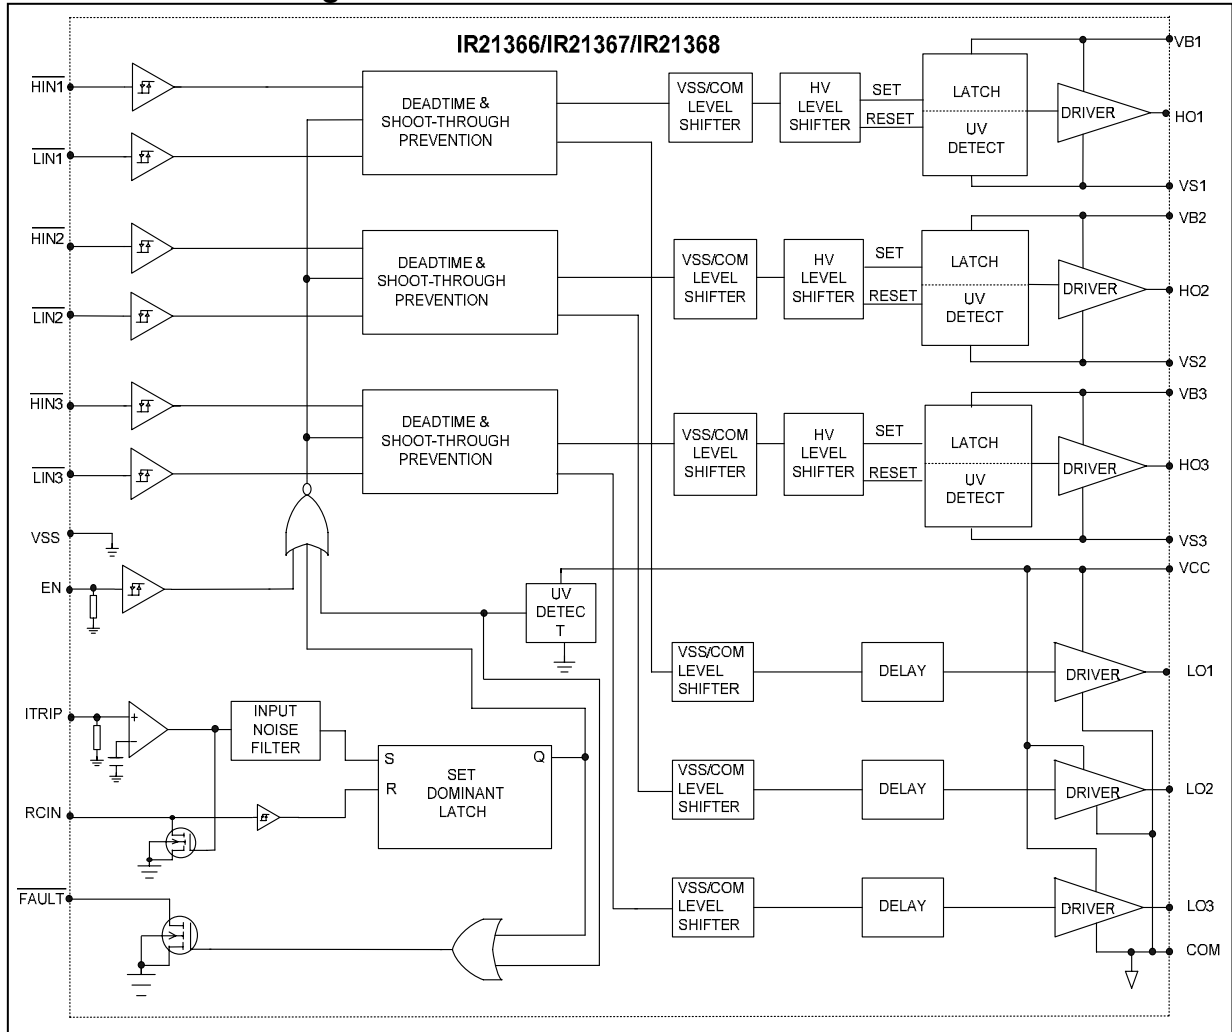 IR21366/IR21367/IR21368
HIN1
LIN1
DEADTIME &
SHOOT-THROUGH
PREVENTION
VSS/COM
LEVEL
SHIFTER
HV
LEVEL
SHIFTER
SET
RESET
LATCH
UV
DETECT
DRIVER
VB1
HO1
VS1
HIN2
LIN2
DEADTIME &
SHOOT-THROUGH
PREVENTION
VSS/COM
LEVEL
SHIFTER
HV
LEVEL
SHIFTER
SET
RESET
LATCH
UV
DETECT
DRIVER
VB2
HO2
VS2
HIN3
LIN3
DEADTIME &
SHOOT-THROUGH
PREVENTION
VSS/COM
LEVEL
SHIFTER
HV
LEVEL
SHIFTER
SET
RESET
LATCH
UV
DETECT
DRIVER
VB3
HO3
VS3
VSS
EN
UV
DETEC
T
VCC
VSS/COM
LEVEL
SHIFTER
DELAY
DRIVER
LO1
ITRIP
+
-
INPUT
NOISE
FILTER
S
R
Q
SET
DOMINANT
LATCH
RCIN
VSS/COM
LEVEL
SHIFTER
DELAY
DRIVER
LO2
FAULT
VSS/COM
LEVEL
SHIFTER
DELAY
DRIVER
LO3
COM